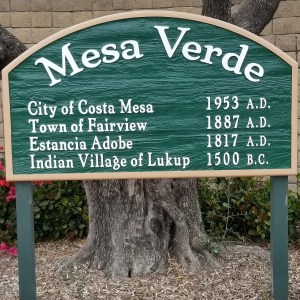 Mesa Verde
City of Costa Mesa 1953 A.D.
Town of Fairview 1887 A.D.
Estancia Adobe 1817 A.D.
Indian Village of Lukup 1500 B.C.